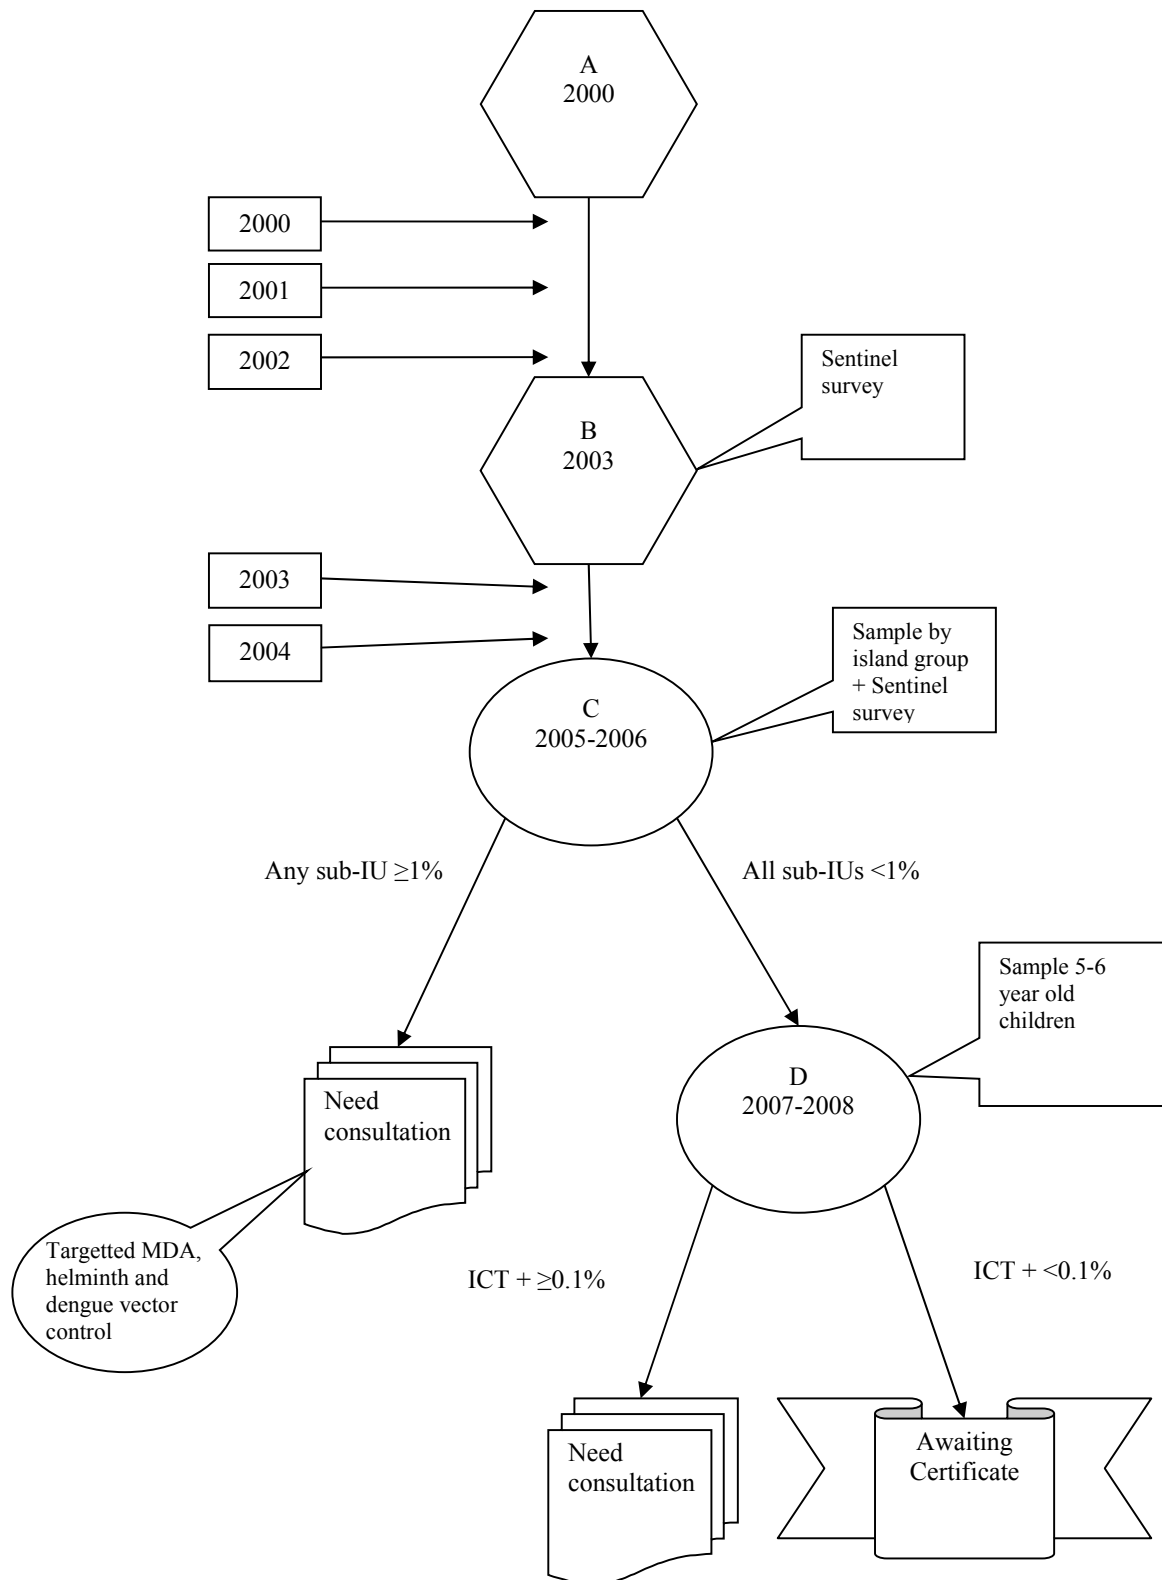 A
2000
2000
2001
2002
Sentinel
survey
B
2003
2003
2004
Sample by
island group
+ Sentinel
survey
C
2005-2006
Any sub-IU ≥1%
All sub-IUs <1%
Sample 5-6
year old
children
D
2007-2008
Need
consultation
Targetted MDA,
helminth and
dengue vector
control
ICT + ≥0.1%
ICT + <0.1%
Need
consultation
Awaiting
Certificate